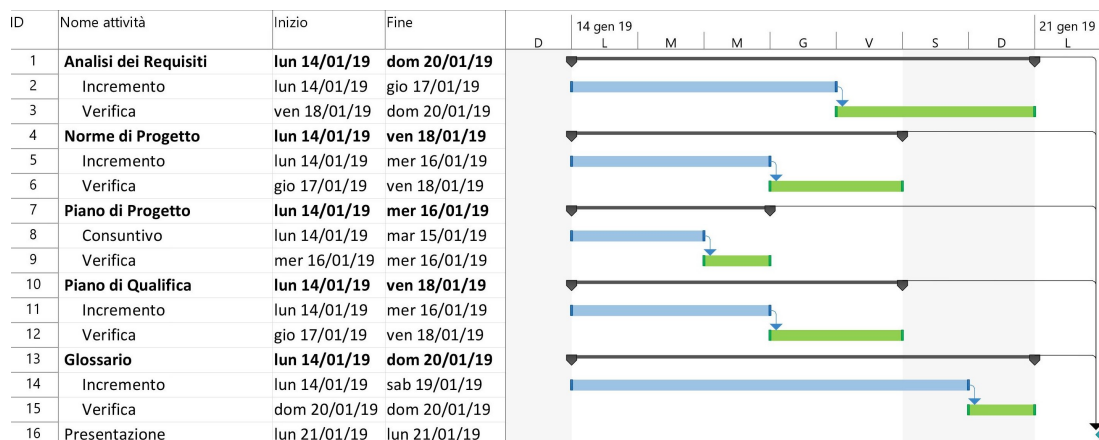 ID Nome attività Inizio Fine 14 gen 19 21 gen 19
D L M M G V S D L
1 Analisi dei Requisiti lun 14/01/19 dom 20/01/19
2 Incremento lun 14/01/19 gio 17/01/19
3 Verifica ven 18/01/19 dom 20/01/19
4 Norme di Progetto lun 14/01/19 ven 18/01/19
5 Incremento lun 14/01/19 mer 16/01/19
6 Verifica gio 17/01/19 ven 18/01/19
7 Piano di Progetto lun 14/01/19 mer 16/01/19
8 Consuntivo lun 14/01/19 mar 15/01/19
9 Verifica mer 16/01/19 mer 16/01/19
10 Piano di Qualifica lun 14/01/19 ven 18/01/19
11 Incremento lun 14/01/19 mer 16/01/19
12 Verifica gio 17/01/19 ven 18/01/19
13 Glossario lun 14/01/19 dom 20/01/19
14 Incremento lun 14/01/19 sab 19/01/19
15 Verifica dom 20/01/19 dom 20/01/19
16 Presentazione lun 21/01/19 lun 21/01/19